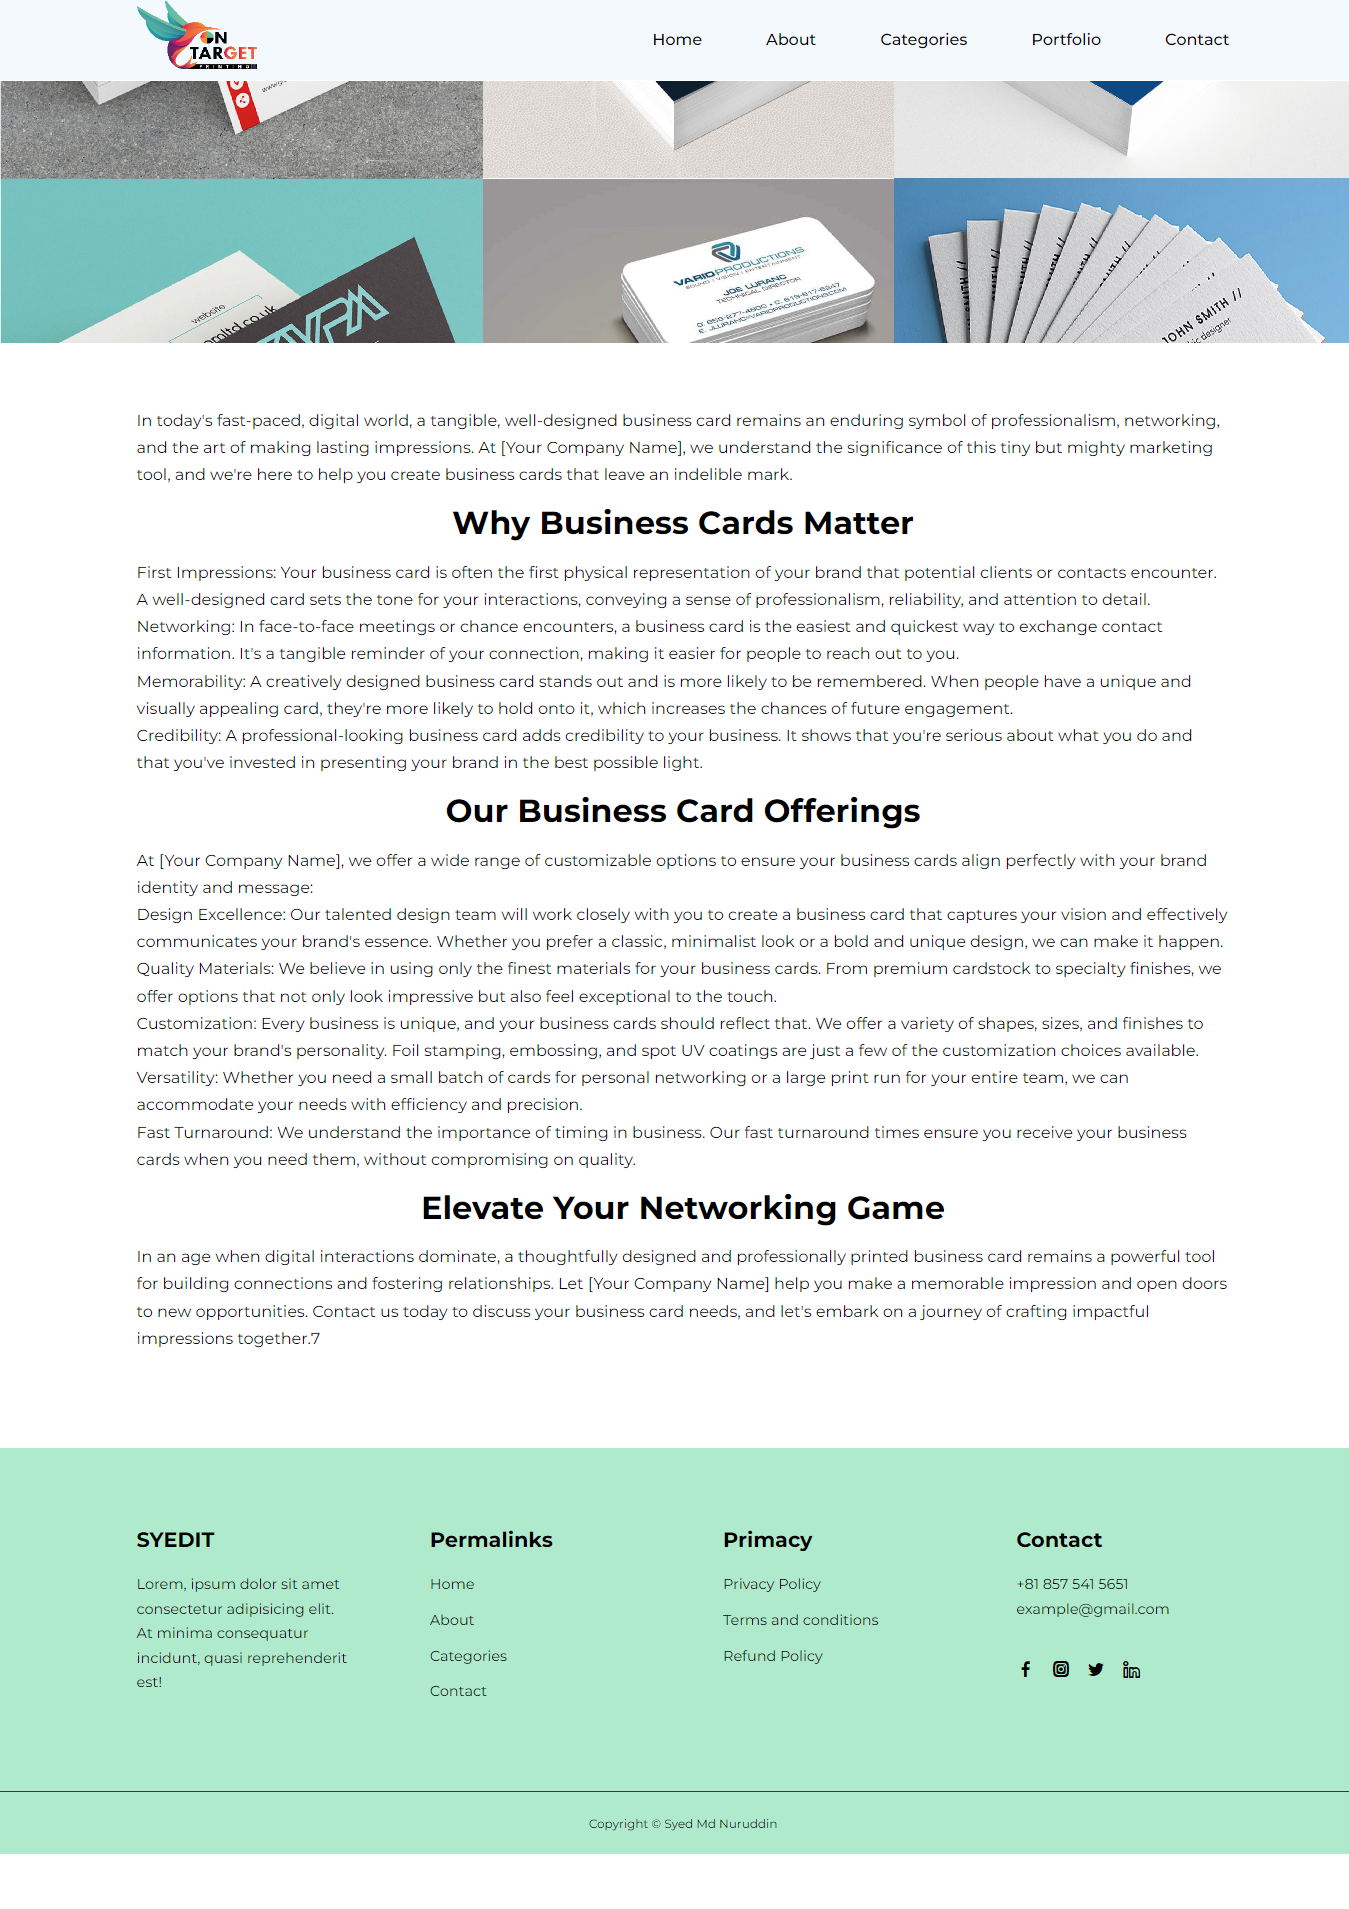 ON
TARGET
PRINTING
Home
About
Categories
Portfolio
Contact
website
VARIOPRODUCTIONS
SOUND | VISION | ENTERTAINMENT
JOE LURANC
TECHNICAL DIRECTOR
JOHN SMITH //
In today's fast-paced, digital world, a tangible, well-designed business card remains an enduring symbol of professionalism, networking,
and the art of making lasting impressions. At [Your Company Name], we understand the significance of this tiny but mighty marketing
tool, and we're here to help you create business cards that leave an indelible mark.
Why Business Cards Matter
First Impressions: Your business card is often the first physical representation of your brand that potential clients or contacts encounter.
A well-designed card sets the tone for your interactions, conveying a sense of professionalism, reliability, and attention to detail.
Networking: In face-to-face meetings or chance encounters, a business card is the easiest and quickest way to exchange contact
information. It's a tangible reminder of your connection, making it easier for people to reach out to you.
Memorability: A creatively designed business card stands out and is more likely to be remembered. When people have a unique and
visually appealing card, they're more likely to hold onto it, which increases the chances of future engagement.
Credibility: A professional-looking business card adds credibility to your business. It shows that you're serious about what you do and
that you've invested in presenting your brand in the best possible light.
Our Business Card Offerings
At [Your Company Name], we offer a wide range of customizable options to ensure your business cards align perfectly with your brand
identity and message:
Design Excellence: Our talented design team will work closely with you to create a business card that captures your vision and effectively
communicates your brand's essence. Whether you prefer a classic, minimalist look or a bold and unique design, we can make it happen.
Quality Materials: We believe in using only the finest materials for your business cards. From premium cardstock to specialty finishes, we
offer options that not only look impressive but also feel exceptional to the touch.
Customization: Every business is unique, and your business cards should reflect that. We offer a variety of shapes, sizes, and finishes to
match your brand's personality. Foil stamping, embossing, and spot UV coatings are just a few of the customization choices available.
Versatility: Whether you need a small batch of cards for personal networking or a large print run for your entire team, we can
accommodate your needs with efficiency and precision.
Fast Turnaround: We understand the importance of timing in business. Our fast turnaround times ensure you receive your business
cards when you need them, without compromising on quality.
Elevate Your Networking Game
In an age when digital interactions dominate, a thoughtfully designed and professionally printed business card remains a powerful tool
for building connections and fostering relationships. Let [Your Company Name] help you make a memorable impression and open doors
to new opportunities. Contact us today to discuss your business card needs, and let's embark on a journey of crafting impactful
impressions together.7
SYEDIT
Lorem, ipsum dolor sit amet
consectetur adipisicing elit.
At minima consequatur
incidunt, quasi reprehenderit
est!
Permalinks
Home
About
Categories
Contact
Primacy
Privacy Policy
Terms and conditions
Refund Policy
Contact
+81 857 541 5651
example@gmail.com
Copyright © Syed Md Nuruddin